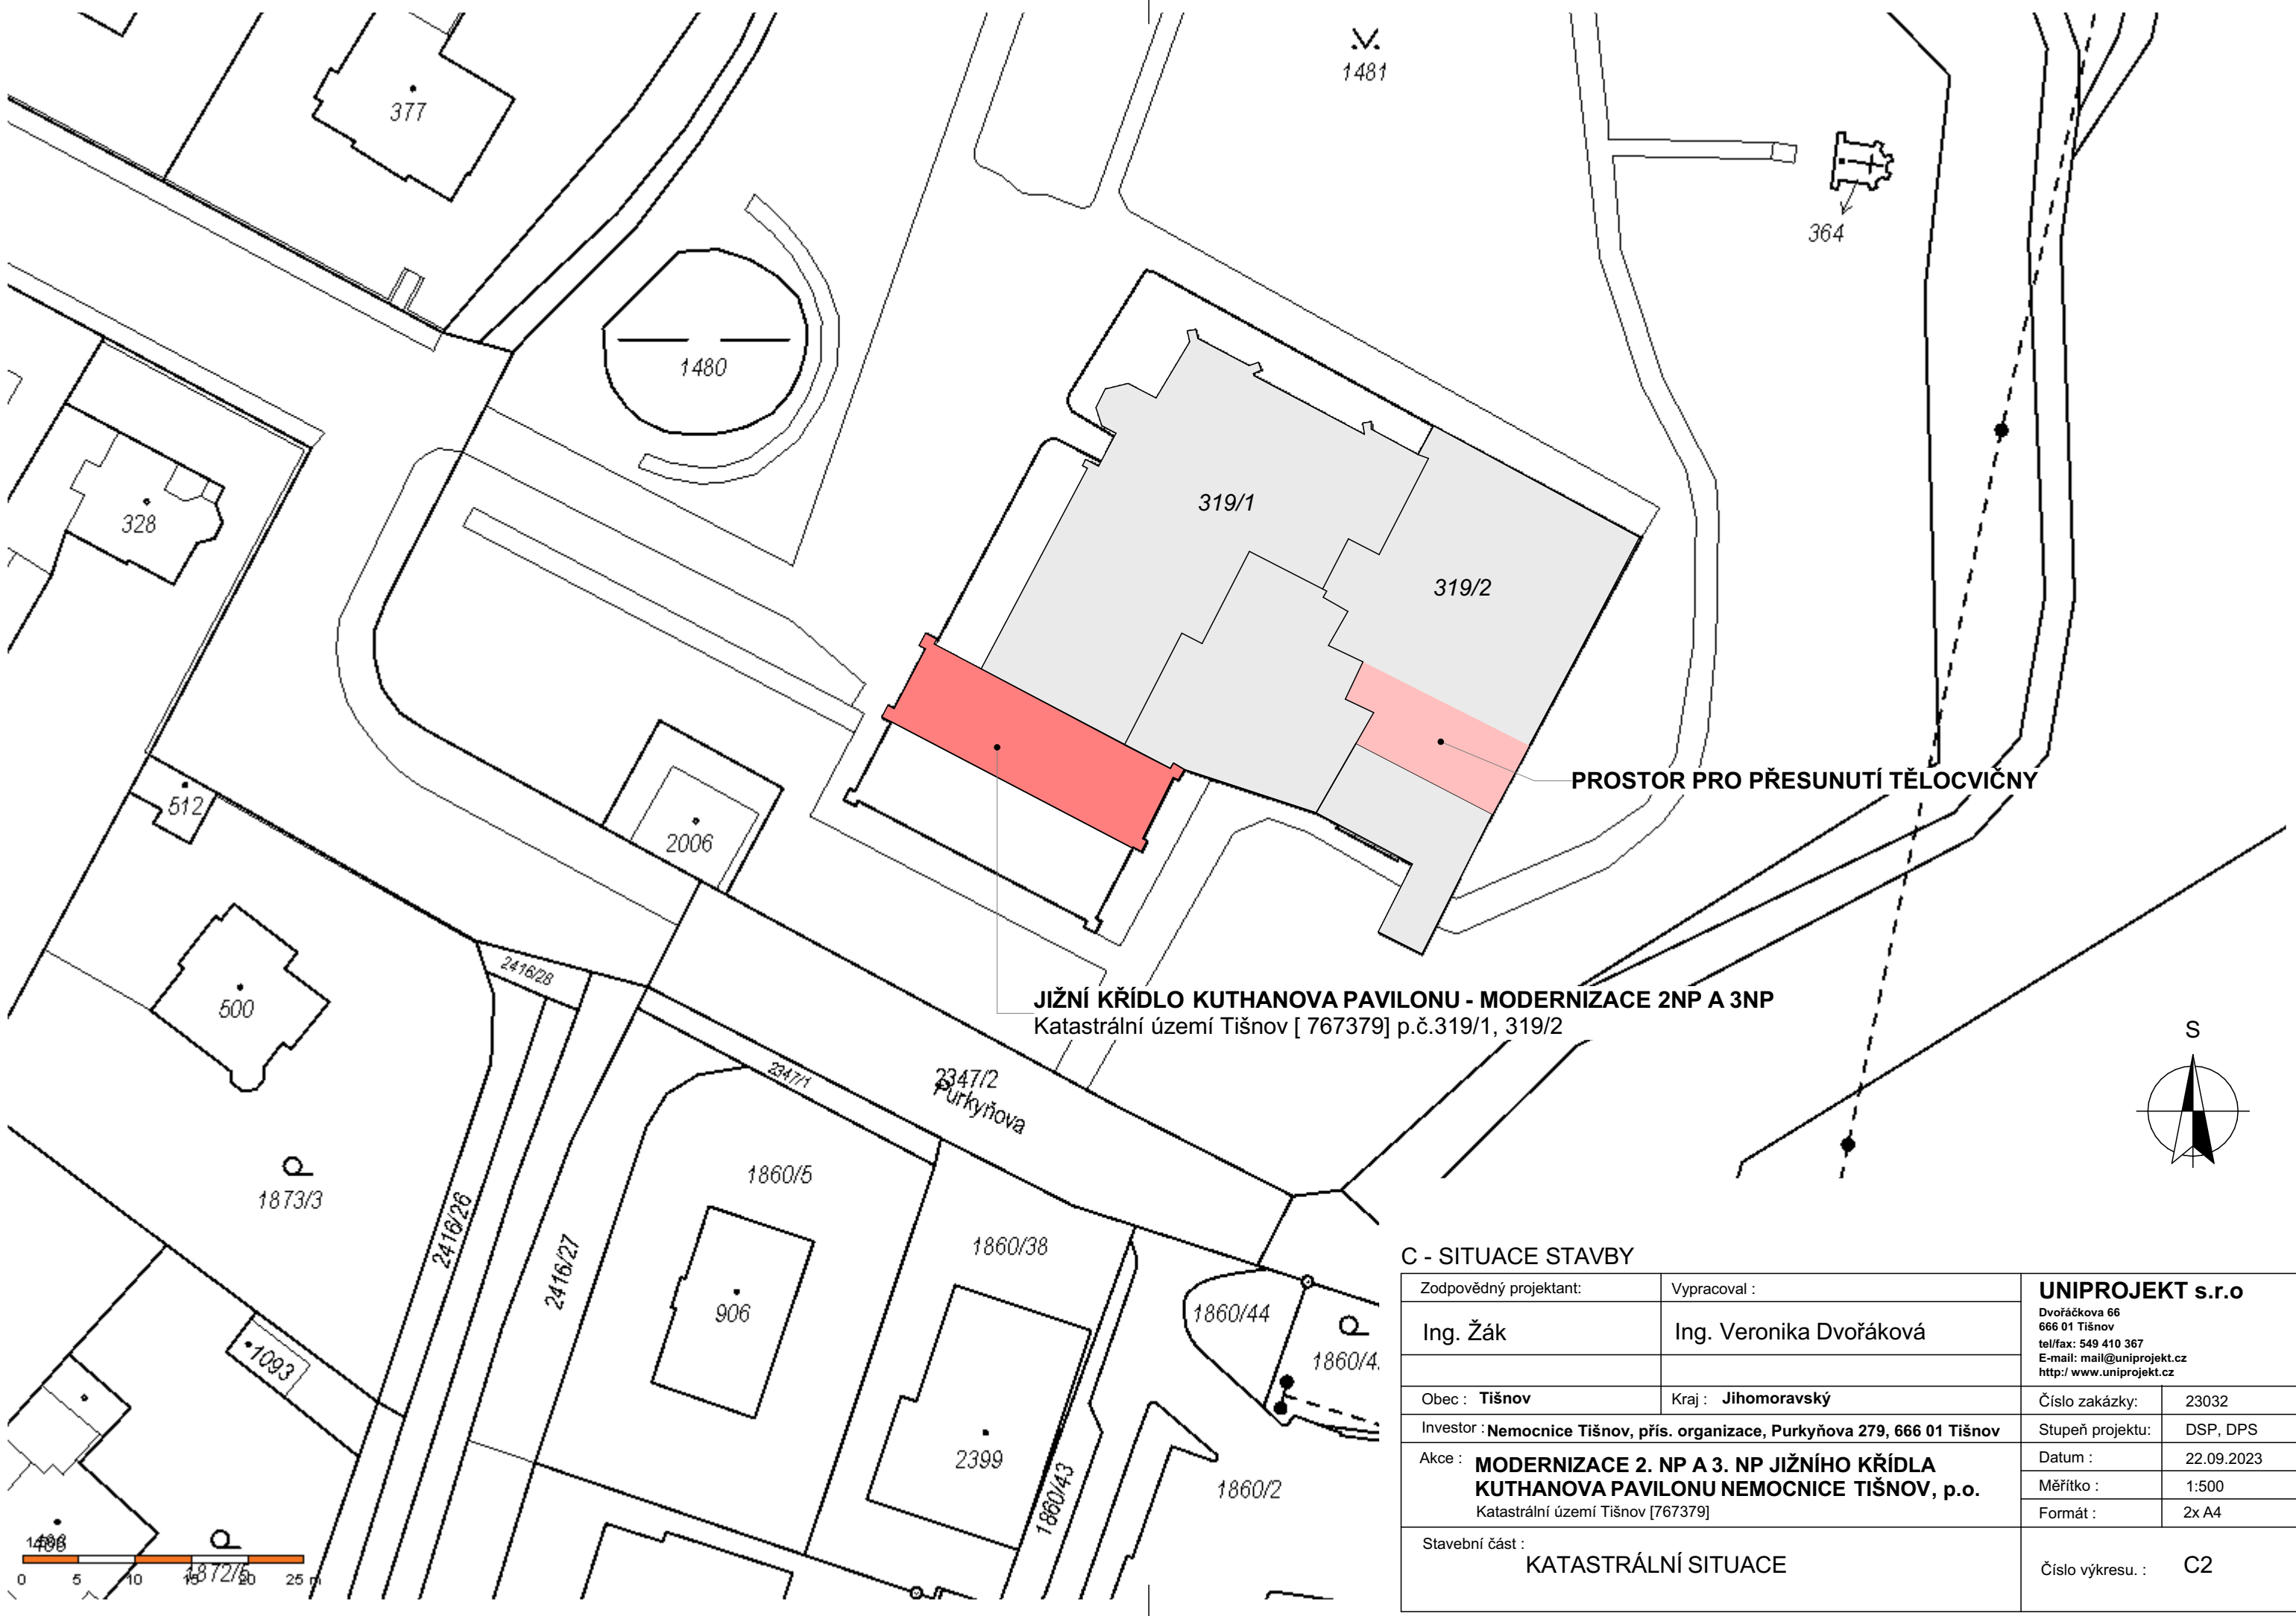 1481
377
364
1480
319/1
328
319/2
PROSTOR PRO PŘESUNUTÍ TĚLOCVIČNY
512
2006
2416/28
JIŽNÍ KŘÍDLO KUTHANOVA PAVILONU - MODERNIZACE 2NP A 3NP
Katastrální území Tišnov [ 767379] p.č.319/1, 319/2
500
S
2347/1
2347/2
Purkyňova
1873/3
1860/5
2416/26
2416/27
1860/38
906
1860/44
1860/4
1093
2399
1860/43
1860/2
1872/
0 5 10 15 20 25 m
C - SITUACE STAVBY
Zodpovědný projektant:
Vypracoval :
Ing. Žák
Ing. Veronika Dvořáková
UNIPROJEKT s.r.o
Dvořáčkova 66
666 01 Tišnov
tel/fax: 549 410 367
E-mail: mail@uniprojekt.cz
http:/ www.uniprojekt.cz
Obec : Tišnov
Kraj : Jihomoravský
Číslo zakázky: 23032
Investor : Nemocnice Tišnov, přís. organizace, Purkyňova 279, 666 01 Tišnov
Stupeň projektu: DSP, DPS
Akce : MODERNIZACE 2. NP A 3. NP JIŽNÍHO KŘÍDLA
KUTHANOVA PAVILONU NEMOCNICE TIŠNOV, p.o.
Katastrální území Tišnov [767379]
Datum : 22.09.2023
Měřítko : 1:500
Formát : 2x A4
Stavební část :
KATASTRÁLNÍ SITUACE
Číslo výkresu. : C2